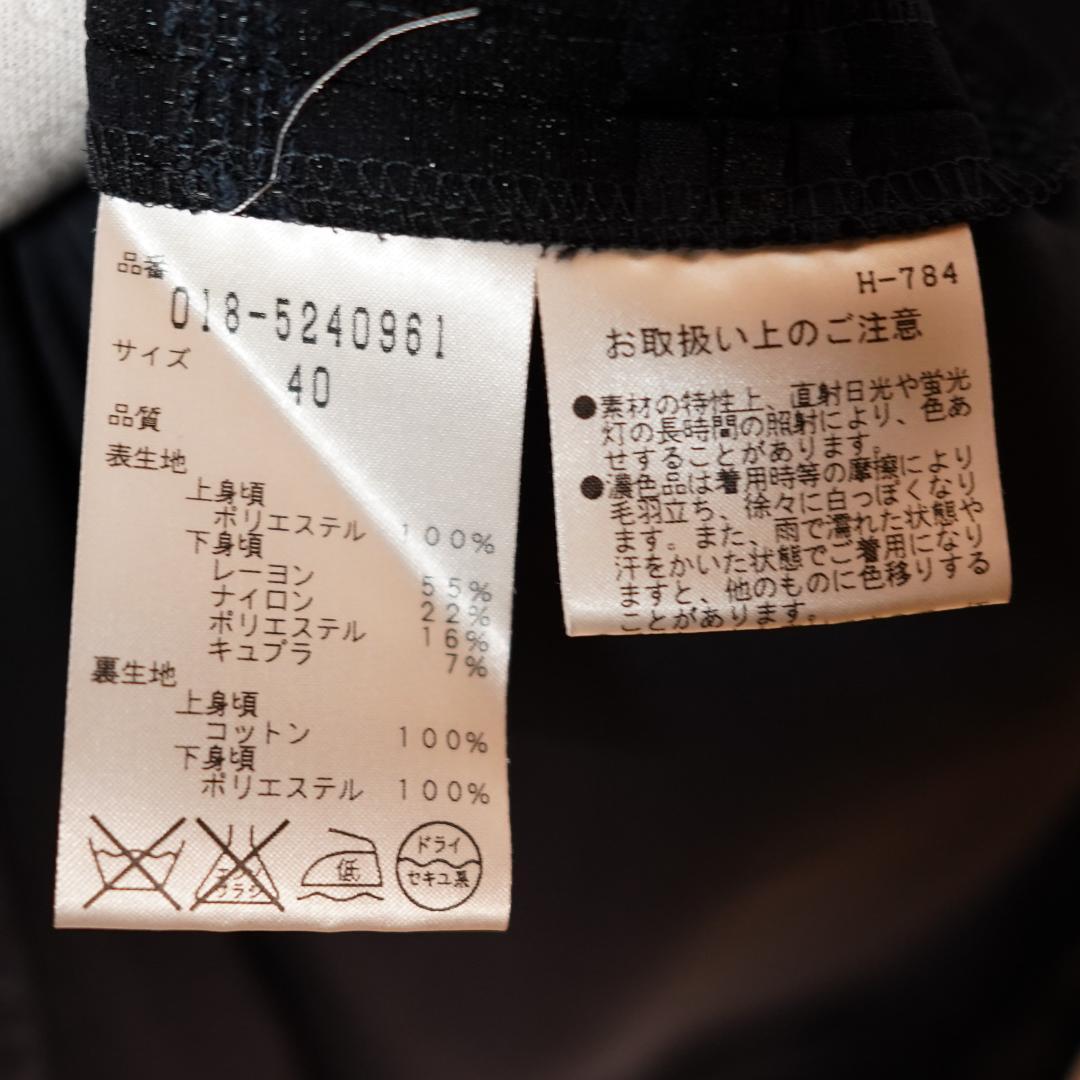 品番
018-5240961
サイズ
40
品質
表生地
上身頃
ポリエステル 100%
下身頃
レーヨン 55%
ナイロン 22%
ポリエステル 16%
キュプラ 7%
裏生地
上身頃
コットン 100%
下身頃
ポリエステル 100%
エンソ
サラシ
低
ドライ
セキユ系
H-784
お取扱い上のご注意
●素材の特性上、直射日光や蛍光
灯の長時間の照射により、色あ
せすることがあります。
●濃色品は着用時等の摩擦により
毛羽立ち、徐々に白っぽくなり
ます。また、雨で濡れた状態や
汗をかいた状態でご着用になり
ますと、他のものに色移りする
ことがあります。